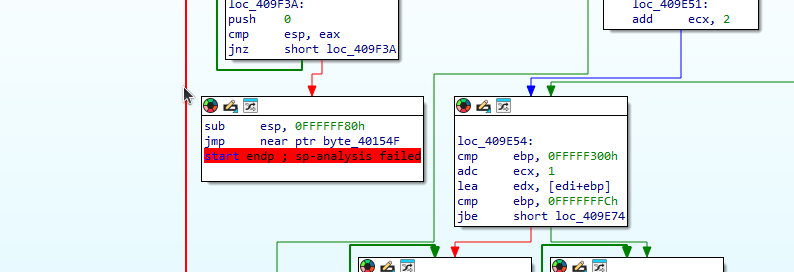 loc_409F3A:
push 0
cmp esp, eax
jnz short loc_409F3A
loc_409E51:
add ecx, 2
sub esp, 0FFFFFF80h
jmp near ptr byte_40154F
start endp ; sp-analysis failed
loc_409E54:
cmp ebp, 0FFFFF300h
adc ecx, 1
lea edx, [edi+ebp]
cmp ebp, 0FFFFFFFCh
jbe short loc_409E74